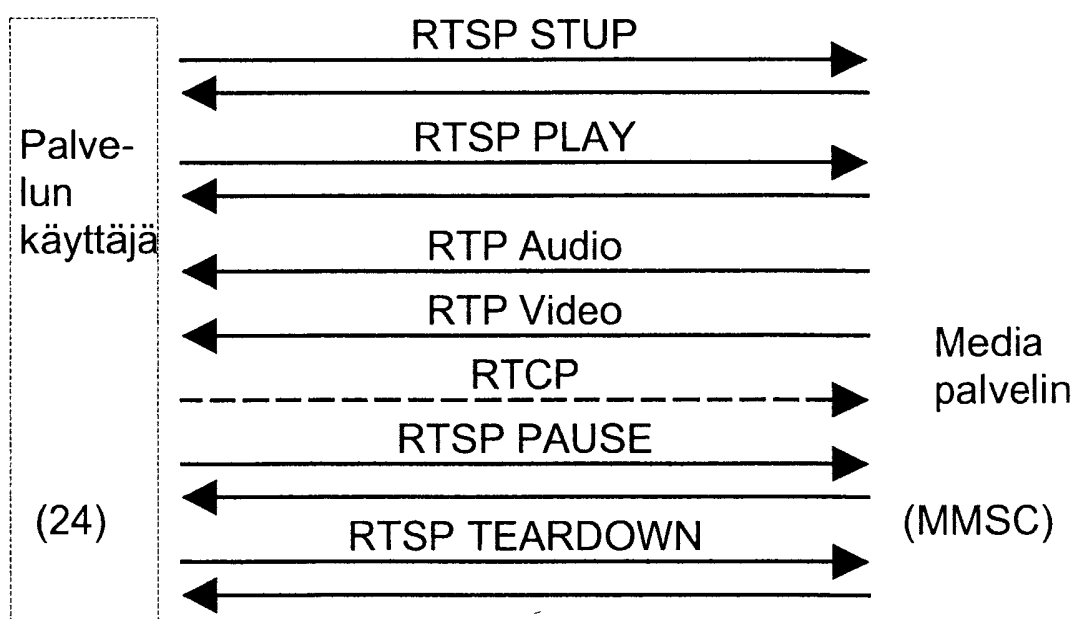 RTSP STUP
Palve-
lun
käyttäjä
RTSP PLAY
RTP Audio
RTP Video
Media
palvelin
RTCP
RTSP PAUSE
(24)
(MMSC)
RTSP TEARDOWN